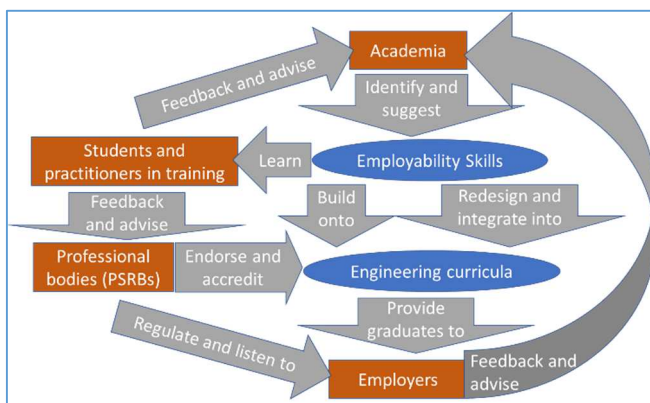 Academia
Feedback and advise
Identify and
suggest
Students and
practitioners in training
Learn
Employability Skills
Feedback
and advise
Build
onto
Redesign and
integrate into
Professional
bodies (PSRBs)
Endorse and
accredit
Engineering curricula
Provide
graduates to
Regulate and listen to
Employers
Feedback and
advise